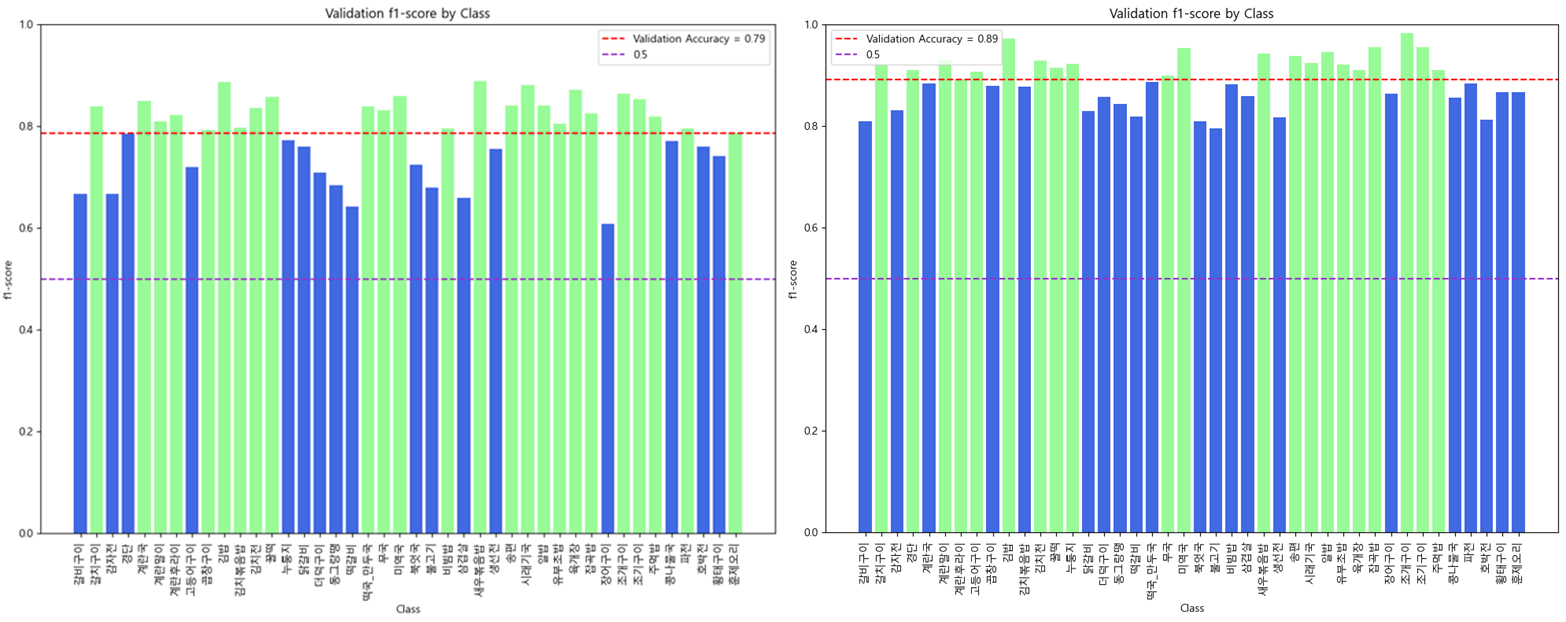 Validation f1-score by Class
Validation Accuracy = 0.79
0.5
1.0
0.8
0.6
0.4
0.2
0.0
f1-score
갈비구이
갈치구이
감자전
경단
계란국
계란말이
계란후라이
고등어구이
곱창구이
김밥
김치볶음밥
김치전
꿀떡
누룽지
닭갈비
더덕구이
동그랑땡
떡갈비
떡국_만두국
무국
미역국
북엇국
불고기
비빔밥
삼겹살
새우볶음밥
생선전
송편
시래기국
알밥
유부초밥
육개장
잡곡밥
장어구이
조개구이
조기구이
주먹밥
콩나물국
파전
호박전
황태구이
훈제오리
Class
Validation f1-score by Class
Validation Accuracy = 0.89
0.5
1.0
0.8
0.6
0.4
0.2
0.0
f1-score
갈비구이
갈치구이
감자전
경단
계란국
계란말이
계란후라이
고등어구이
곱창구이
김밥
김치볶음밥
김치전
꿀떡
누룽지
닭갈비
더덕구이
동그랑땡
떡갈비
떡국_만두국
무국
미역국
북엇국
불고기
비빔밥
삼겹살
새우볶음밥
생선전
송편
시래기국
알밥
유부초밥
육개장
잡곡밥
장어구이
조개구이
조기구이
주먹밥
콩나물국
파전
호박전
황태구이
훈제오리
Class